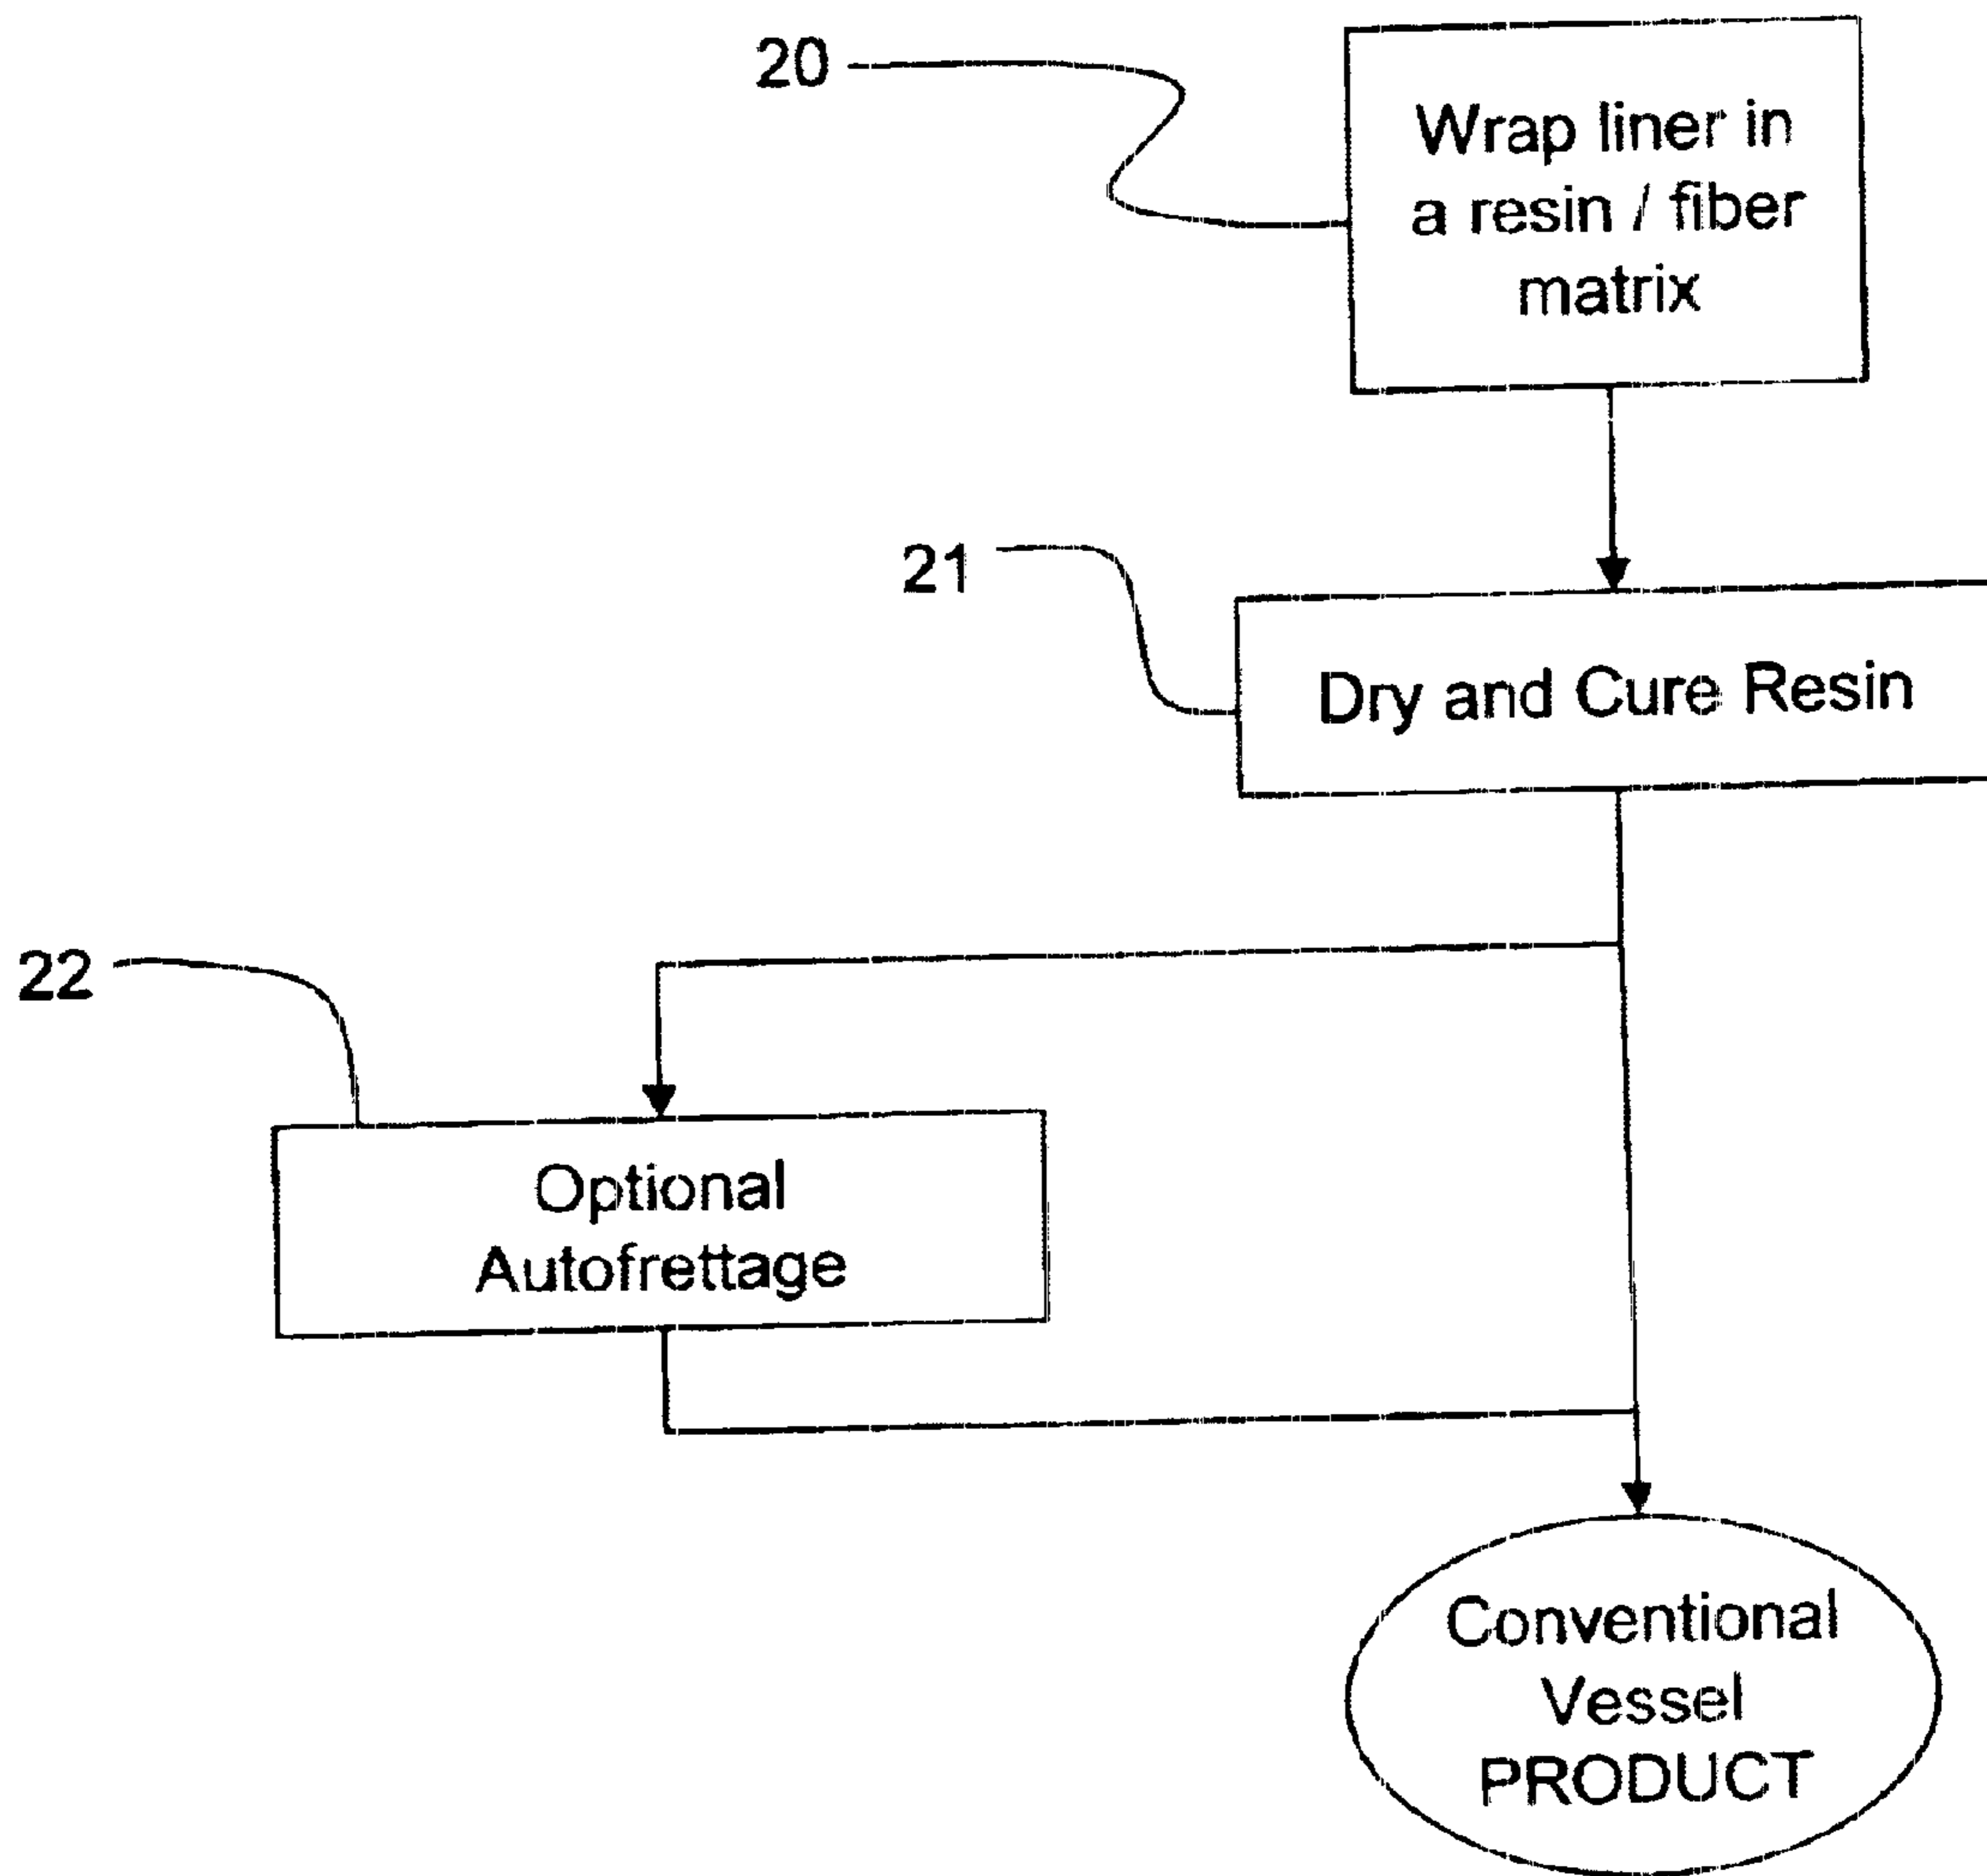 20
Wrap liner in
a resin / fiber
matrix
21
Dry and Cure Resin
22
Optional
Autofrettage
Conventional
Vessel
PRODUCT